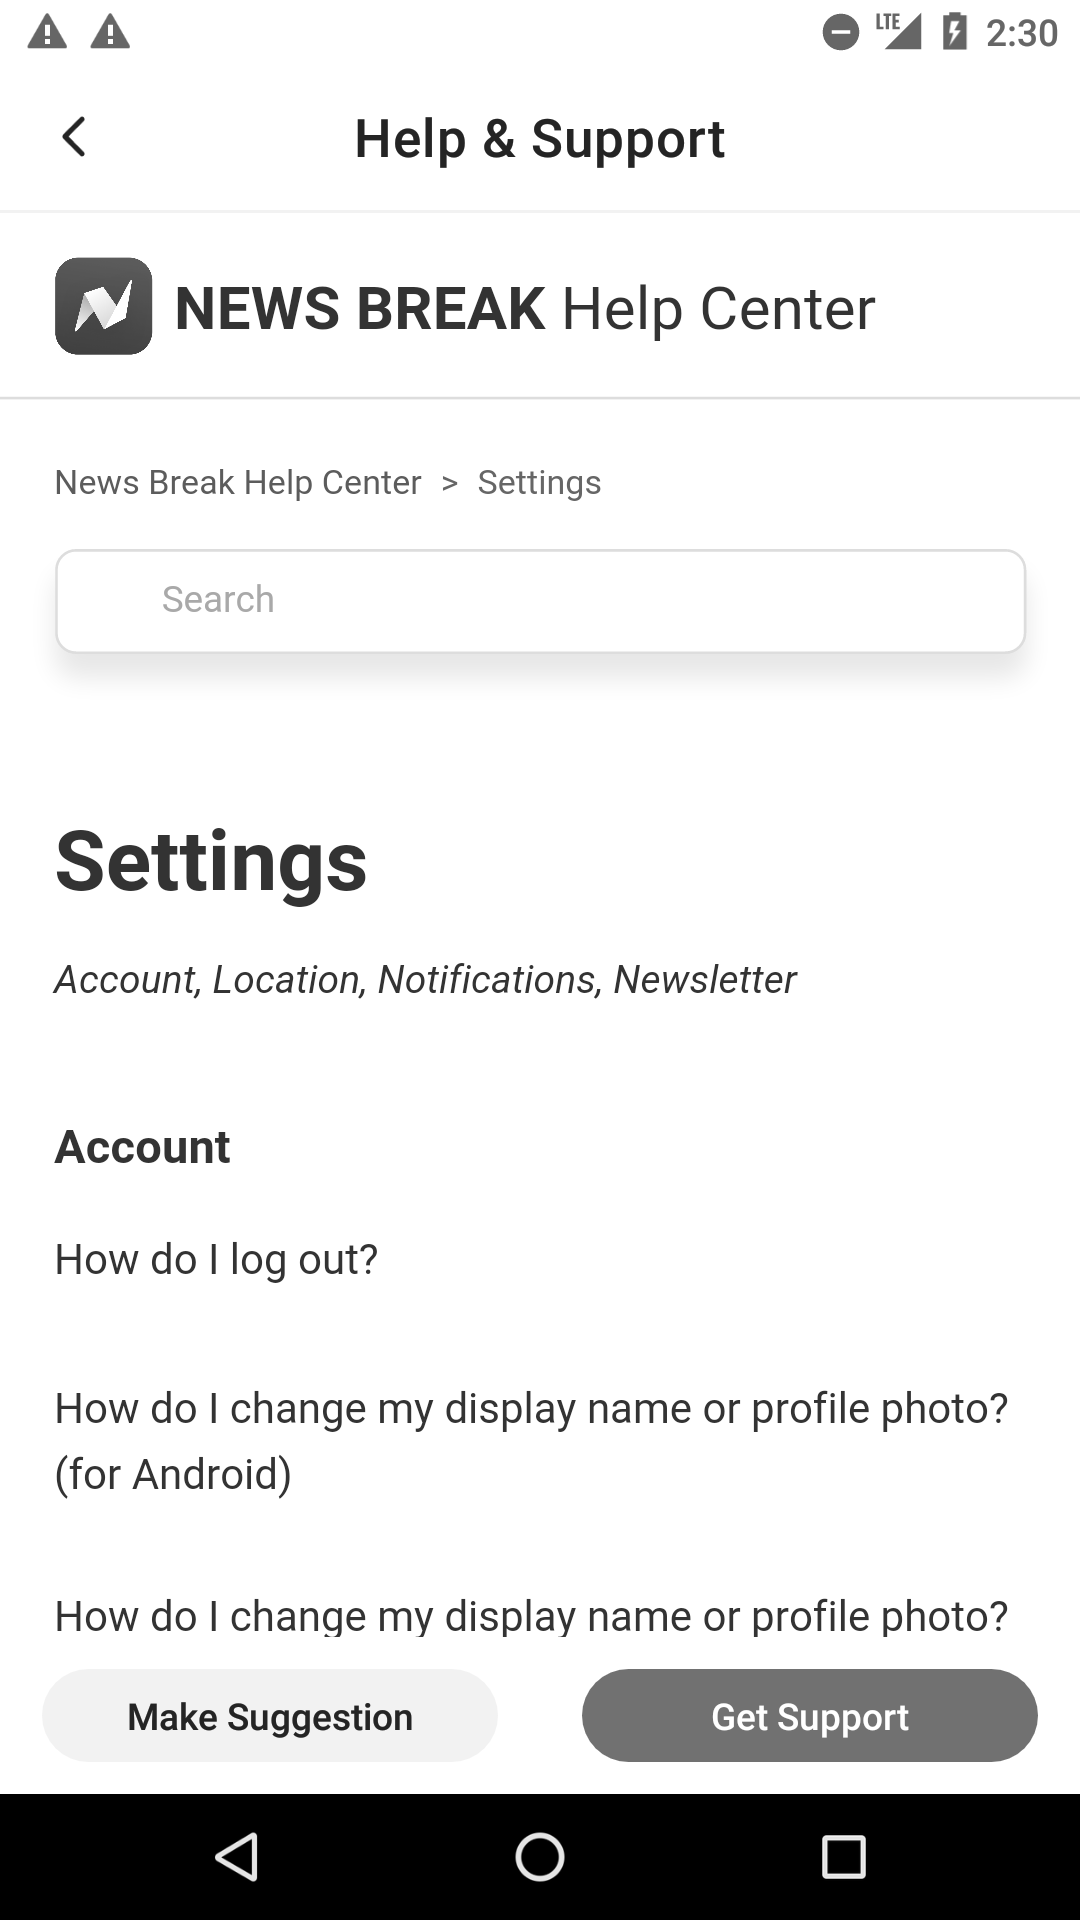 LTE 2:30
Help & Support
NEWS BREAK Help Center
News Break Help Center > Settings
Search
Settings
Account, Location, Notifications, Newsletter
Account
How do I log out?
How do I change my display name or profile photo?
(for Android)
How do I change my display name or profile photo?
Make Suggestion
Get Support